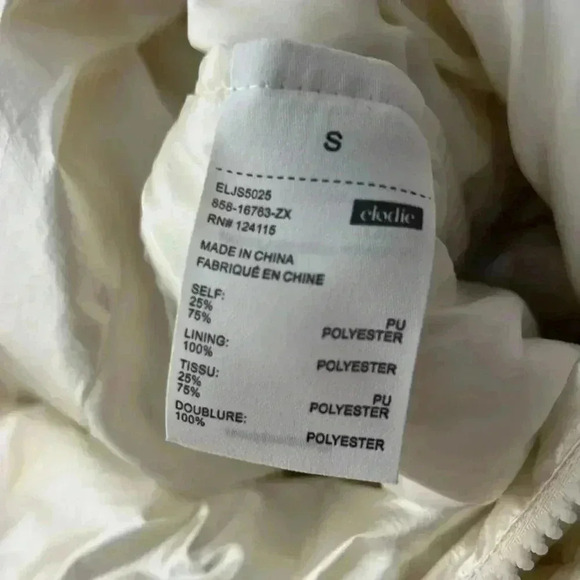 S
ELJS5025
elodie
858-16783-ZX
RN# 124115
MADE IN CHINA
FABRIQUÉ EN CHINE
SELF:
25% PU
75% POLYESTER
LINING:
100% POLYESTER
TISSU:
25% PU
75% POLYESTER
DOUBLURE:
100% POLYESTER